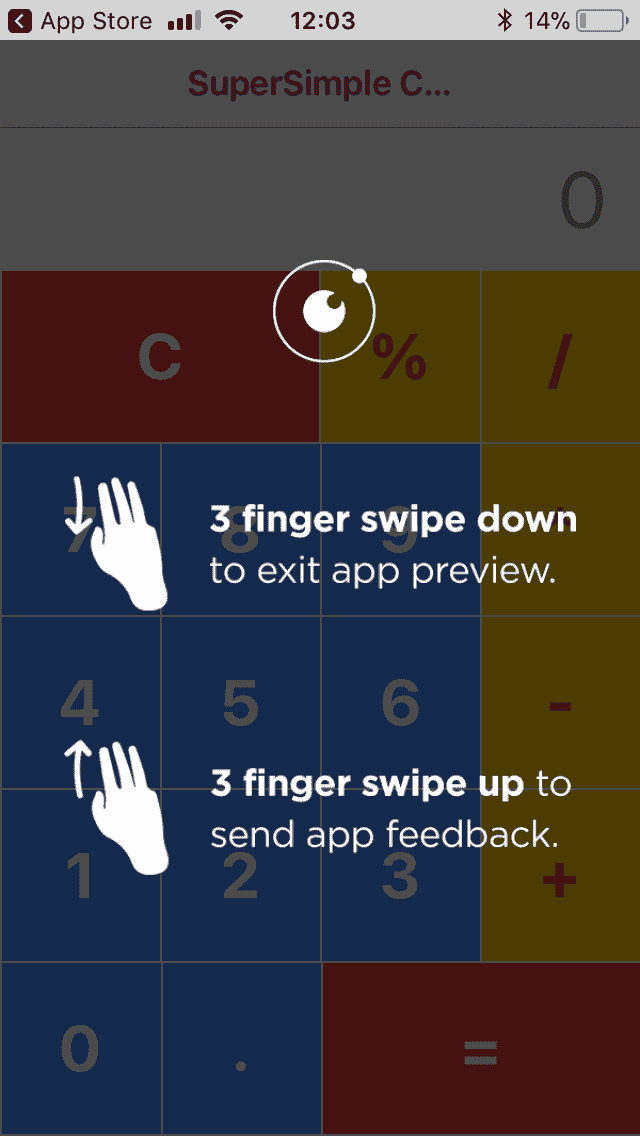 App Store 12:03 14%
SuperSimple C...
0
C % /
7 8 9
3 finger swipe down
to exit app preview.
4 5 6 -
3 finger swipe up to
send app feedback.
1 2 3 +
0 . =